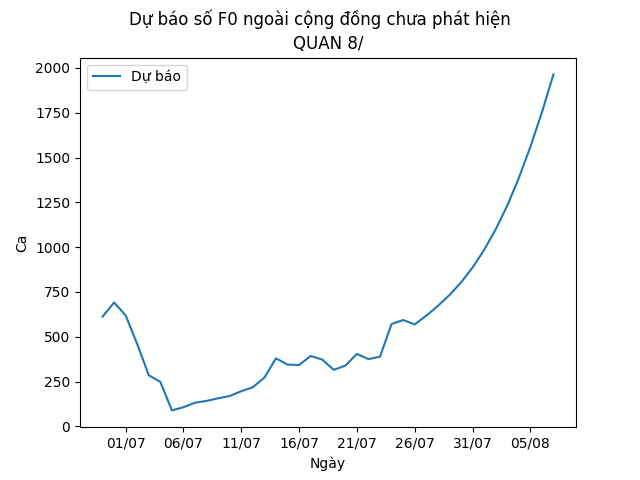 Dự báo số F0 ngoài cộng đồng chưa phát hiện
QUAN 8/
Dự báo
2000
1750
1500
1250
1000
750
500
250
0
Ca
01/07 06/07 11/07 16/07 21/07 26/07 31/07 05/08
Ngày